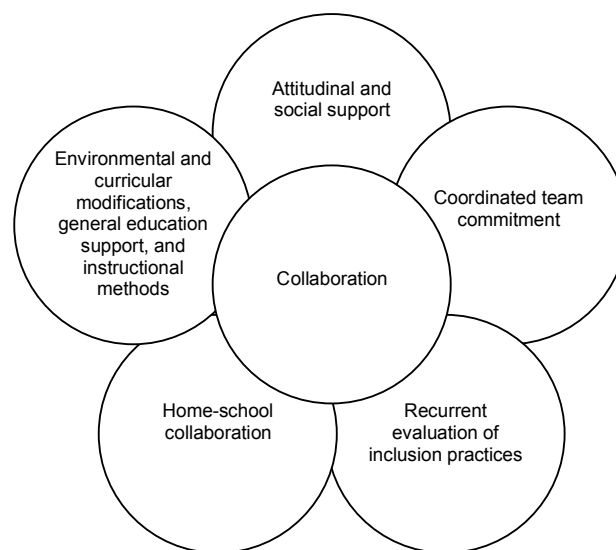 Attitudinal and
social support
Environmental and
curricular
modifications,
general education
support, and
instructional
methods
Coordinated team
commitment
Collaboration
Home-school
collaboration
Recurrent
evaluation of
inclusion practices